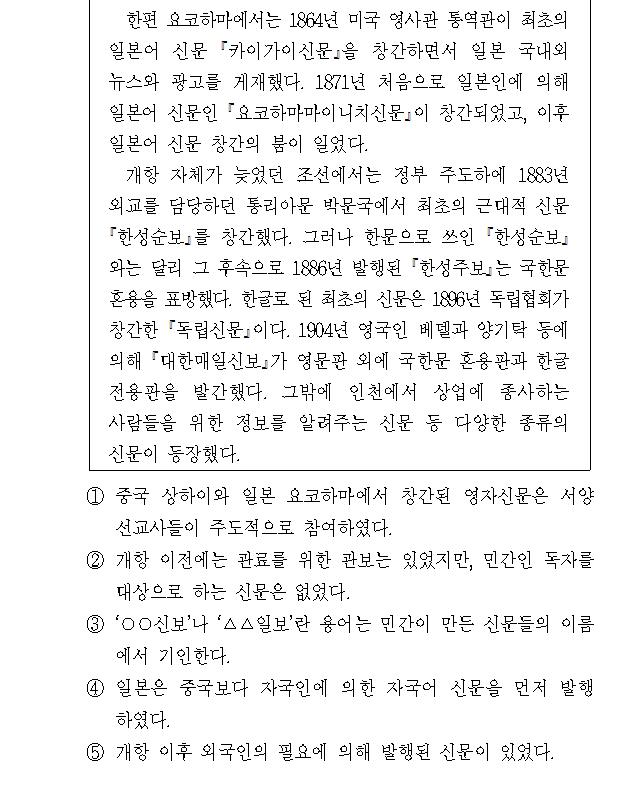 한편 요코하마에서는 1864년 미국 영사관 통역관이 최초의
일본어 신문 『카이가이신문』을 창간하면서 일본 국내외
뉴스와 광고를 게재했다. 1871년 처음으로 일본인에 의해
일본어 신문인 『요코하마마이니치신문』이 창간되었고, 이후
일본어 신문 창간의 붐이 일었다.
개항 자체가 늦었던 조선에서는 정부 주도하에 1883년
외교를 담당하던 통리아문 박문국에서 최초의 근대적 신문
『한성순보』를 창간했다. 그러나 한문으로 쓰인 『한성순보』
와는 달리 그 후속으로 1886년 발행된 『한성주보』는 국한문
혼용을 표방했다. 한글로 된 최초의 신문은 1896년 독립협회가
창간한 『독립신문』이다. 1904년 영국인 베델과 양기탁 등에
의해 『대한매일신보』가 영문판 외에 국한문 혼용판과 한글
전용판을 발간했다. 그밖에 인천에서 상업에 종사하는
사람들을 위한 정보를 알려주는 신문 등 다양한 종류의
신문이 등장했다.
① 중국 상하이와 일본 요코하마에서 창간된 영자신문은 서양
선교사들이 주도적으로 참여하였다.
② 개항 이전에는 관료를 위한 관보는 있었지만, 민간인 독자를
대상으로 하는 신문은 없었다.
③ ‘○○신보’나 ‘△△일보’란 용어는 민간이 만든 신문들의 이름
에서 기인한다.
④ 일본은 중국보다 자국인에 의한 자국어 신문을 먼저 발행
하였다.
⑤ 개항 이후 외국인의 필요에 의해 발행된 신문이 있었다.